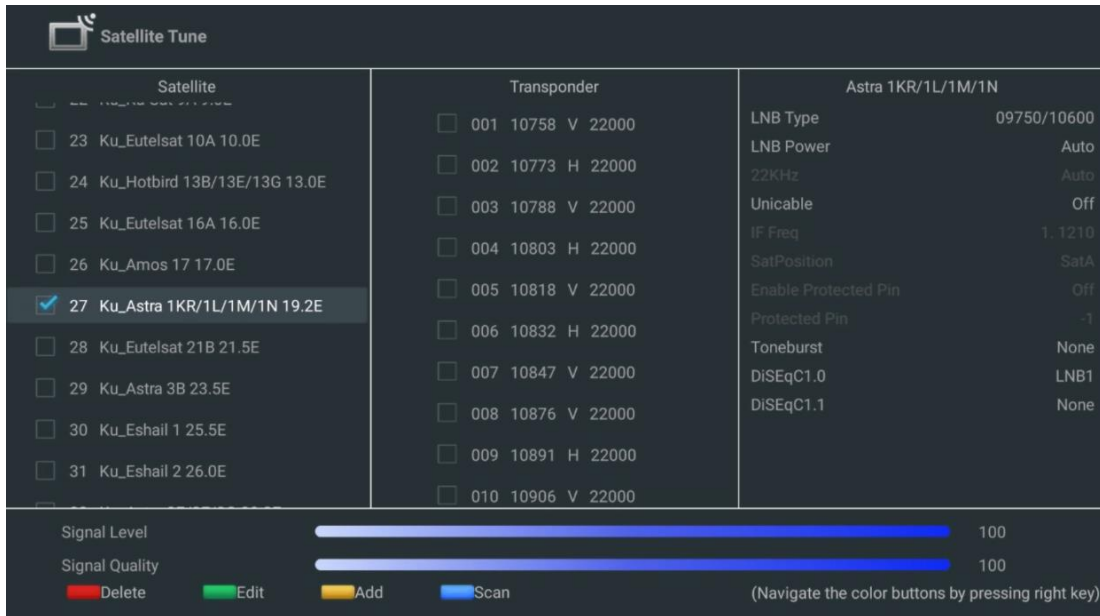 Satellite Tune
Satellite
23 Ku_Eutelsat 10A 10.0E
24 Ku_Hotbird 13B/13E/13G 13.0E
25 Ku_Eutelsat 16A 16.0E
26 Ku_Amos 17 17.0E
27 Ku_Astra 1KR/1L/1M/1N 19.2E
28 Ku_Eutelsat 21B 21.5E
29 Ku_Astra 3B 23.5E
30 Ku_Eshail 1 25.5E
31 Ku_Eshail 2 26.0E
Transponder
001 10758 V 22000
002 10773 H 22000
003 10788 V 22000
004 10803 H 22000
005 10818 V 22000
006 10832 H 22000
007 10847 V 22000
008 10876 V 22000
009 10891 H 22000
010 10906 V 22000
Astra 1KR/1L/1M/1N
LNB Type 09750/10600
LNB Power Auto
22KHz Auto
Unicable Off
IF Freq 1. 1210
SatPosition SatA
Enable Protected Pin Off
Protected Pin -1
Toneburst None
DiSEqC1.0 LNB1
DiSEqC1.1 None
Signal Level 100
Signal Quality 100
Delete Edit Add Scan (Navigate the color buttons by pressing right key)